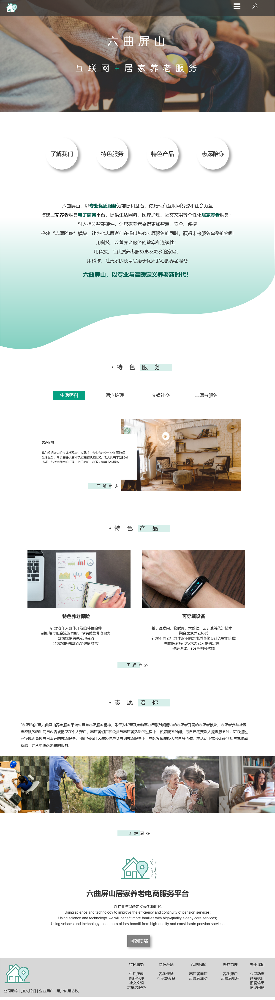 六曲屏山
互联网+居家养老服务
了解我们
特色服务
特色产品
志愿陪你
六曲屏山，以专业优质服务为前提和基石，依托现有互联网资源和社会力量
搭建居家养老服务电子商务平台，提供生活照料、医疗护理、社交文娱等个性化居家养老服务；
引入相关智能硬件，让居家养老变得更加智慧、安全、便捷
搭建“志愿陪你”模块，让热心志愿者们在提供热心志愿服务的同时，获得未来服务享受的激励
用科技，改善养老服务的效率和连续性；
用科技，让优质养老服务惠及更多的家庭；
用科技，让更多的长辈受惠于优质贴心的养老服务
六曲屏山，以专业与温暖定义养老新时代！
• 特色服务
生活照料
医疗护理
文娱社交
志愿者服务
医疗护理
我们根据老人的身体状况与个人需求，专业定制个性化护理流程、
生活服务，向长者提供最科学适宜的护理服务。老人拥有丰富的可
选项，包括多种类的护理、上门体检、心理支持等专业服务......
了解更多
• 特色产品
特色养老保险
针对老年人群体开发的特色险种
到期赔付现金流的同时，提供优势养老服务
既为您提供稳定现金流
又为您提供周全的"健康财富"
可穿戴设备
基于互联网、物联网、大数据、云计算等先进技术，
融合居家养老模式
针对不同老年群体的不同需求适老化设计的智能穿戴
智能传感核心技术为老人提供定位、
健康测试、sos呼叫等功能
了解更多
• 志愿陪你
"志愿陪你"是六曲屏山养老服务平台对具有志愿服务精神，乐于为长辈及老龄事业奉献时间精力的志愿者开展的志愿者模块。志愿者参与社区
志愿服务的时间与内容被记录在个人账户。志愿者们在积极参与志愿者活动的过程中，积累服务时间；待自己需要别人提供服务时，可以通过
兑换规则兑换自己需要的志愿服务。我们鼓励社区年轻住户参与到志愿服务中，充分发挥年轻人的自身价值，在活动中充分体验到参与感和成
就感，并从中收获未来的服务。
了解更多
Liuqupingshan
Aged Service
六曲屏山居家养老电商服务平台
以专业与温暖定义养老新时代
Using science and technology to improve the efficiency and continuity of pension services;
Using science and technology, we will benefit more families with high-quality elderly care services;
Using science and technology to let more elders benefit from high-quality and considerate pension services
回到顶部
特色服务
生活照料
医疗护理
社交文娱
志愿者服务
特色产品
养老保险
可穿戴设备
志愿陪你
志愿者申请
志愿者活动
账户管理
养老账户
志愿者账户
关于我们
公司动态
联系我们
招聘信息
常见问题
公司动态 | 加入我们 | 企业用户 | 用户使用协议